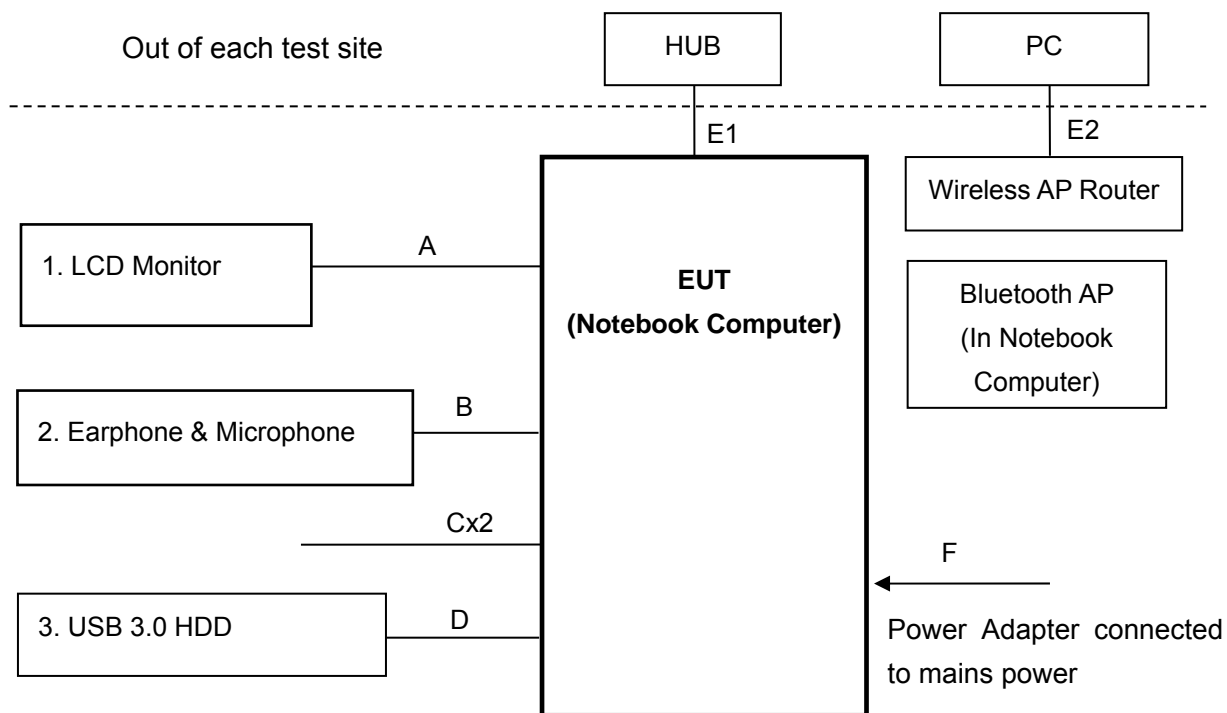 Out of each test site
HUB
PC
E1
E2
Wireless AP Router
1. LCD Monitor
A
EUT
(Notebook Computer)
Bluetooth AP
(In Notebook
Computer)
2. Earphone & Microphone
B
Cx2
F
3. USB 3.0 HDD
D
Power Adapter connected
to mains power